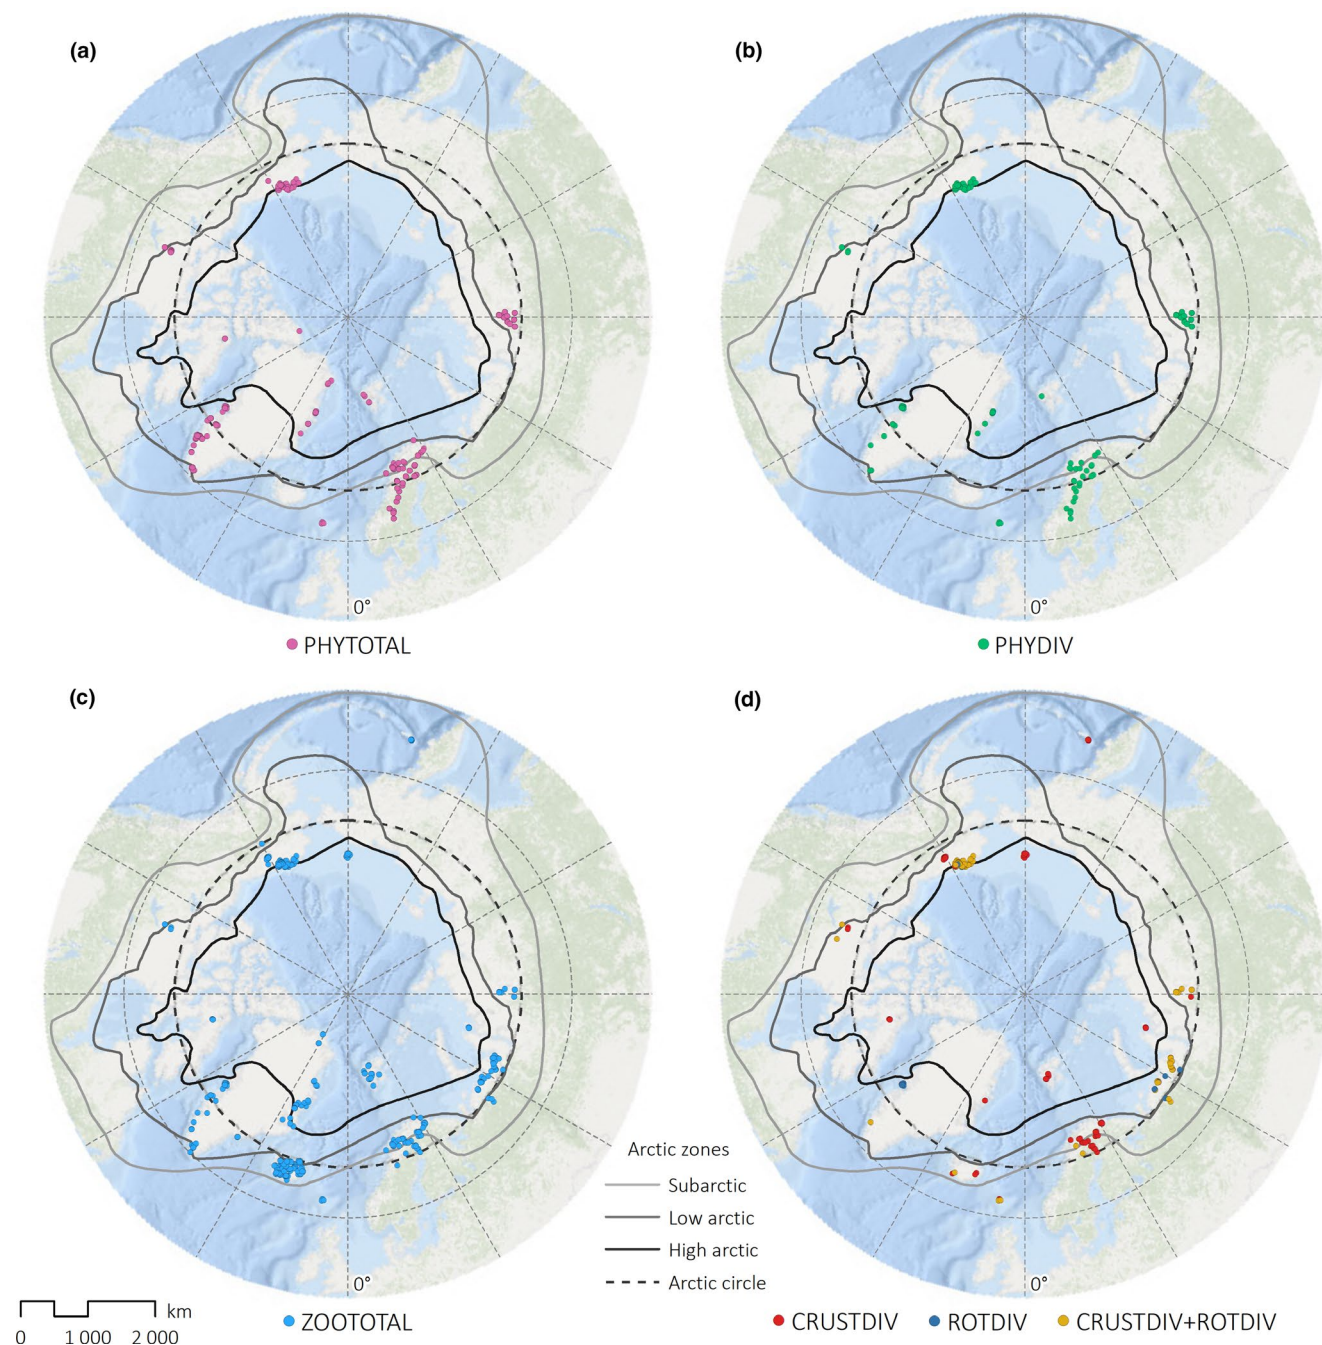 (a)
(b)
0°
0°
PHYTOTAL
PHYDIV
(c)
(d)
Arctic zones
Subarctic
Low arctic
High arctic
Arctic circle
0°
0°
km
0 1 000 2 000
ZOOTOTAL
CRUSTDIV ROTDIV CRUSTDIV+ROTDIV